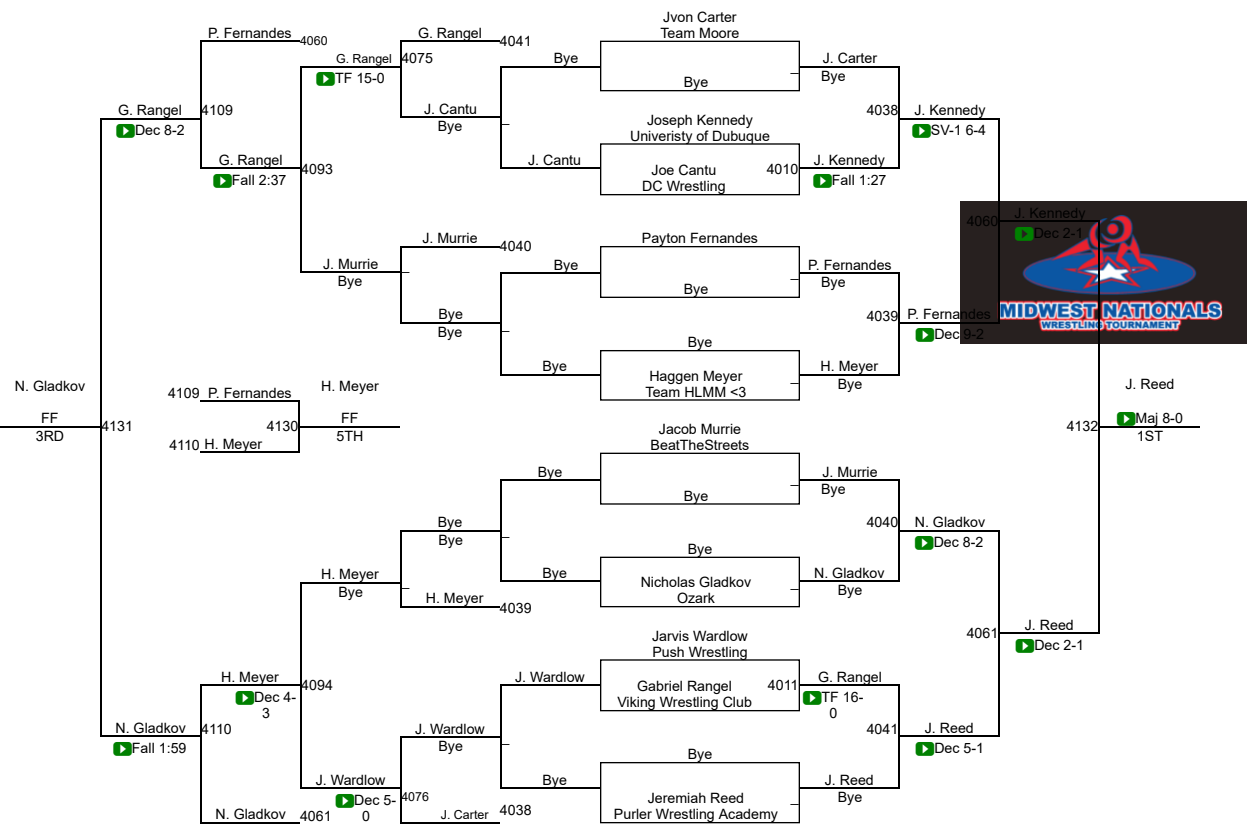 Jvon Carter
Team Moore
P. Fernandes 4060
G. Rangel 4041
G. Rangel 4075
TF 15-0
Bye
J. Carter
Bye
Bye
G. Rangel 4109
Dec 8-2
J. Cantu
Bye
4038 J. Kennedy
SV-1 6-4
Joseph Kennedy
Univeristy of Dubuque
G. Rangel 4093
Fall 2:37
J. Cantu
Joe Cantu 4010
DC Wrestling
J. Kennedy
Fall 1:27
4060 J. Kennedy
Dec 2-1
J. Murrie 4040
Payton Fernandes
J. Murrie
Bye
Bye
P. Fernandes
Bye
Bye
Bye
Bye
4039 P. Fernandes
Dec 9-2
MIDWEST NATIONALS
WRESTLING TOURNAMENT
Bye
Bye
Haggen Meyer
Team HLMM <3
H. Meyer
Bye
N. Gladkov
FF 4131
3RD
4109 P. Fernandes
H. Meyer
4130 FF
5TH
4110 H. Meyer
J. Reed
4132 Maj 8-0
1ST
Jacob Murrie
BeatTheStreets
Bye
Bye
J. Murrie
Bye
Bye
Bye
4040 N. Gladkov
Dec 8-2
Bye
H. Meyer
Bye
Bye
Nicholas Gladkov
Ozark
N. Gladkov
Bye
H. Meyer 4039
4061 J. Reed
Dec 2-1
Jarvis Wardlow
Push Wrestling
H. Meyer 4094
Dec 4-
3
J. Wardlow
Gabriel Rangel 4011
Viking Wrestling Club
G. Rangel
TF 16-
0
N. Gladkov 4110
Fall 1:59
J. Wardlow
Bye
4041 J. Reed
Dec 5-1
Bye
J. Wardlow 4076
Dec 5-
0
Bye
Jeremiah Reed
Purler Wrestling Academy
J. Reed
Bye
N. Gladkov 4061
J. Carter 4038